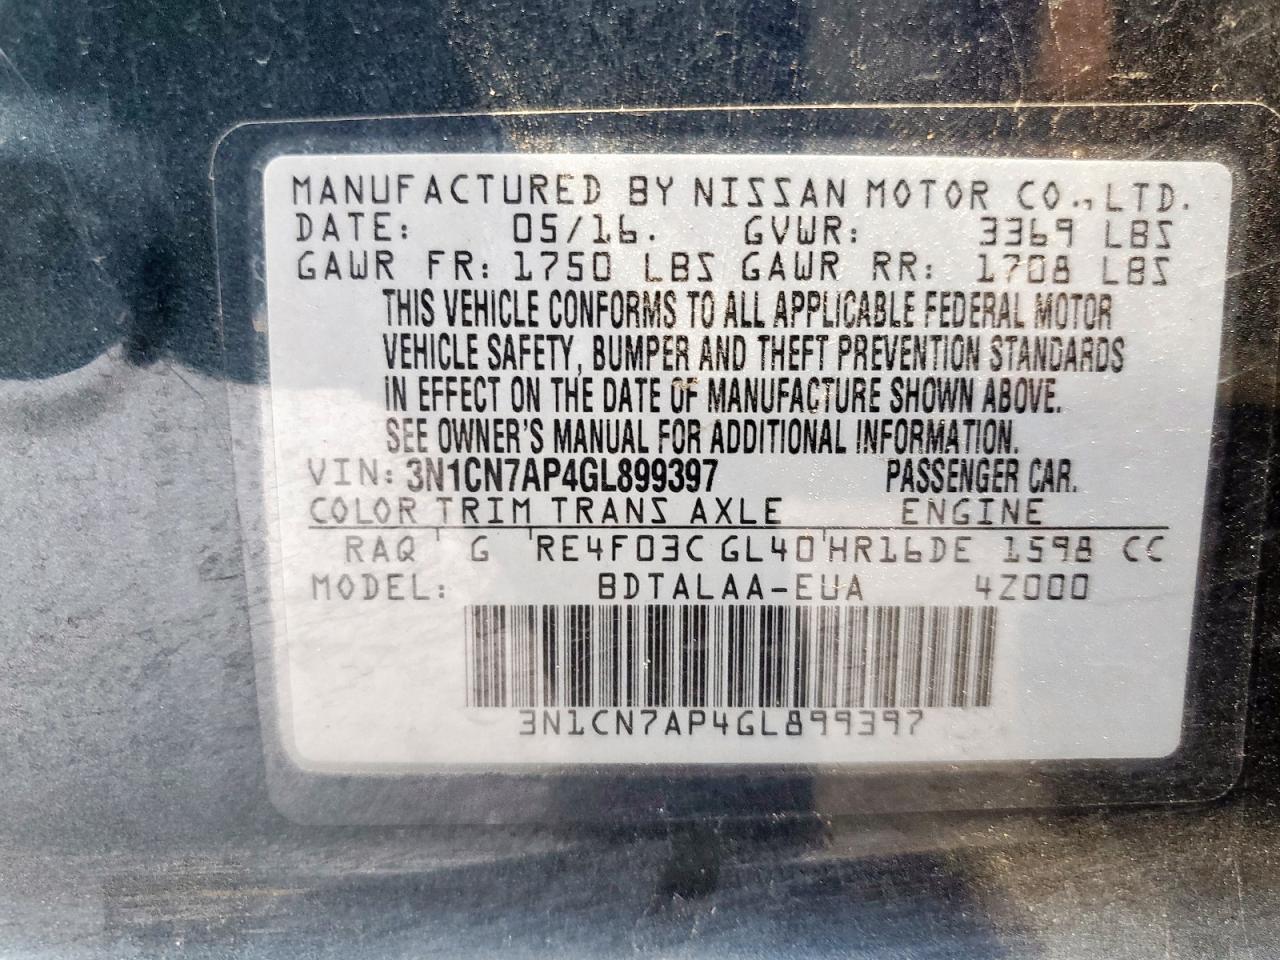 MANUFACTURED BY NISSAN MOTOR CO.,LTD.
DATE: 05/16. GVWR: 3369 LBS
GAWR FR: 1750 LBS GAWR RR: 1708 LBS
THIS VEHICLE CONFORMS TO ALL APPLICABLE FEDERAL MOTOR
VEHICLE SAFETY, BUMPER AND THEFT PREVENTION STANDARDS
IN EFFECT ON THE DATE OF MANUFACTURE SHOWN ABOVE.
SEE OWNER'S MANUAL FOR ADDITIONAL INFORMATION.
VIN: 3N1CN7AP4GL899397 PASSENGER CAR.
COLOR TRIM TRANS AXLE ENGINE
RAQ ' G 'RE4F03C GL40'HR16DE 1598 CC
MODEL: BDTALAA-EUA 4Z000
3N1CN7AP4GL899397